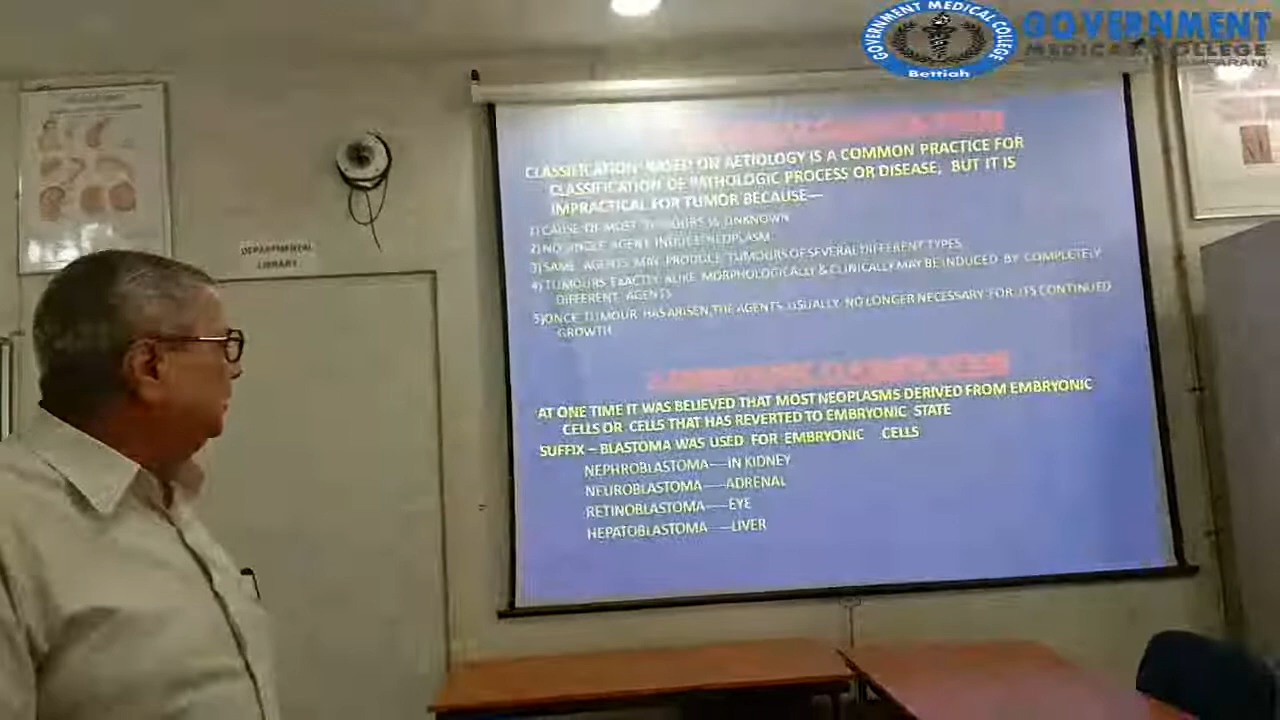 GOVERNMENT MEDICAL COLLEGE
Bettiah
GOVERNMENT
MEDICAL COLLEGE
DEPARTMENTAL
LIBRARY
CLASSIFICATION BASED ON AETIOLOGY IS A COMMON PRACTICE FOR
CLASSIFICATION OF PATHOLOGIC PROCESS OR DISEASE, BUT IT IS
IMPRACTICAL FOR TUMOR BECAUSE—
1) CAUSE OF MOST TUMOURS IS UNKNOWN
2) NO SINGLE AGENT INDUCE NEOPLASM
3) SAME AGENTS MAY PRODUCE TUMOURS OF SEVERAL DIFFERENT TYPES
4) TUMOURS EXACTLY ALIKE MORPHOLOGICALLY & CLINICALLY MAY BE INDUCED BY COMPLETELY
DIFFERENT AGENTS
5)ONCE TUMOUR HAS ARISEN,THE AGENTS USUALLY NO LONGER NECESSARY FOR ITS CONTINUED
GROWTH
AT ONE TIME IT WAS BELIEVED THAT MOST NEOPLASMS DERIVED FROM EMBRYONIC
CELLS OR CELLS THAT HAS REVERTED TO EMBRYONIC STATE
SUFFIX – BLASTOMA WAS USED FOR EMBRYONIC CELLS
NEPHROBLASTOMA----IN KIDNEY
NEUROBLASTOMA----ADRENAL
RETINOBLASTOMA----EYE
HEPATOBLASTOMA----LIVER